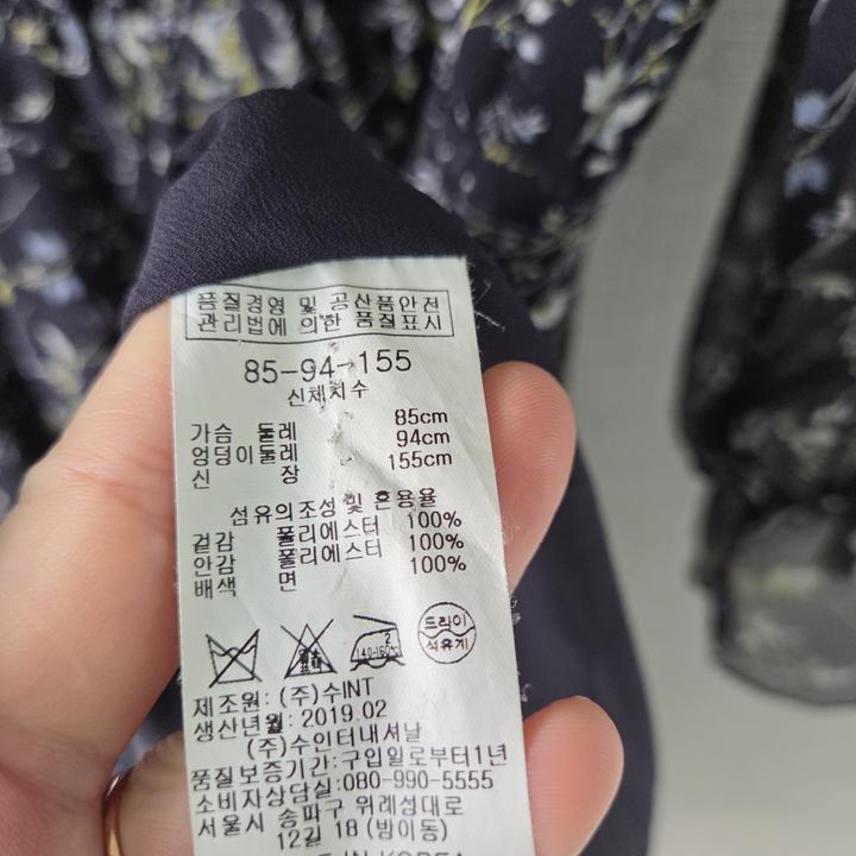 품질경영 및 공산품안전
관리법에 의한 품질표시
85-94-155
신체치수
가슴 둘레 85cm
엉덩이둘레 94cm
신 장 155cm
섬유의조성 및 혼용율
겉감 폴리에스터 100%
안감 폴리에스터 100%
배색 면 100%
2
140-160℃
드라이
석유계
제조원: (주)수INT
생산년월: 2019.02
(주)수인터내셔날
품질보증기간:구입일로부터1년
소비자상담실:080-990-5555
서울시 송파구 위례성대로
12길 18 (방이동)